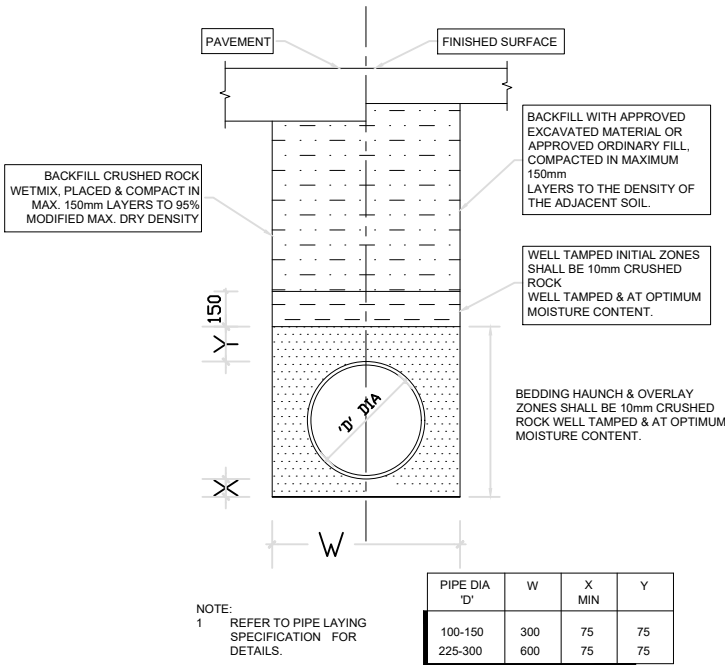 PAVEMENT
FINISHED SURFACE
BACKFILL WITH APPROVED
EXCAVATED MATERIAL OR
APPROVED ORDINARY FILL,
COMPACTED IN MAXIMUM
150mm
LAYERS TO THE DENSITY OF
THE ADJACENT SOIL.
BACKFILL CRUSHED ROCK
WETMIX, PLACED & COMPACT IN
MAX. 150mm LAYERS TO 95%
MODIFIED MAX. DRY DENSITY
WELL TAMPED INITIAL ZONES
SHALL BE 10mm CRUSHED
ROCK
WELL TAMPED & AT OPTIMUM
MOISTURE CONTENT.
150
Y
'D' DIA
BEDDING HAUNCH & OVERLAY
ZONES SHALL BE 10mm CRUSHED
ROCK WELL TAMPED & AT OPTIMUM
MOISTURE CONTENT.
X
W
PIPE DIA 'D' W X MIN Y
100-150 300 75 75
225-300 600 75 75
NOTE:
1 REFER TO PIPE LAYING
SPECIFICATION FOR
DETAILS.